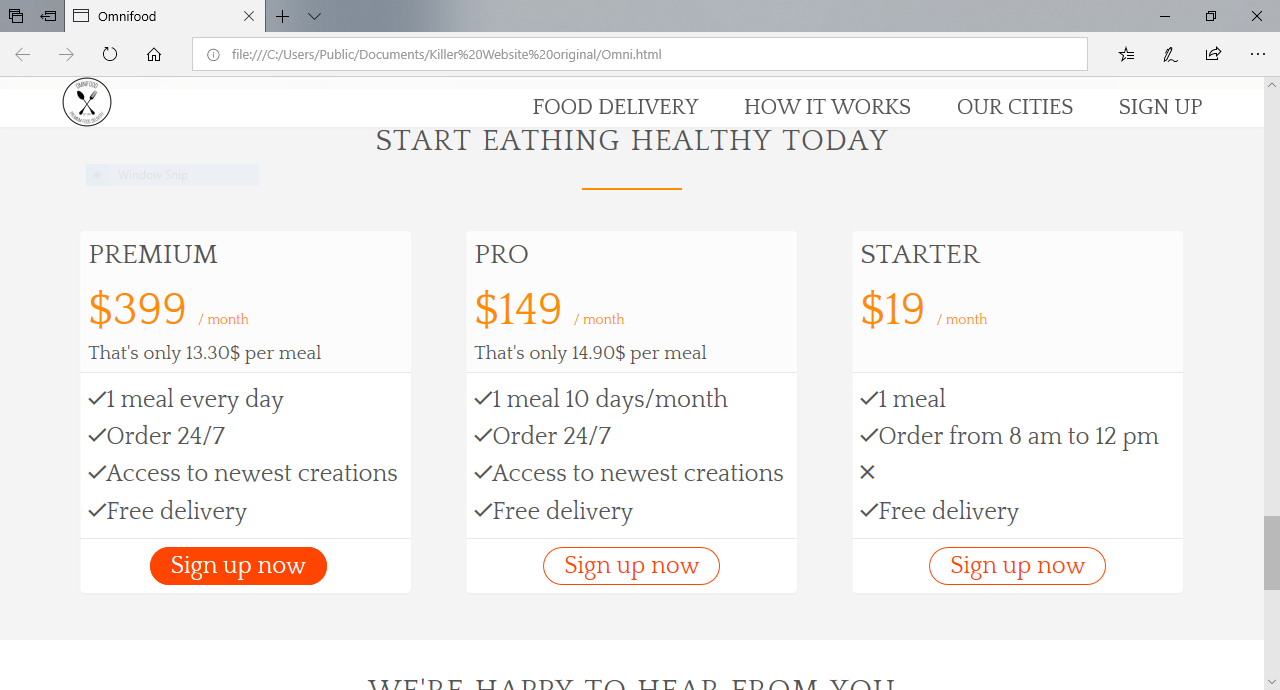 Omnifood
file:///C:/Users/Public/Documents/Killer%20Website%20original/Omni.html
OMNIFOOD
PREMIUM FOOD DELIVERY
FOOD DELIVERY HOW IT WORKS OUR CITIES SIGN UP
START EATHING HEALTHY TODAY
Window Snip
PREMIUM
$399 / month
That's only 13.30$ per meal
1 meal every day
Order 24/7
Access to newest creations
Free delivery
Sign up now
PRO
$149 / month
That's only 14.90$ per meal
1 meal 10 days/month
Order 24/7
Access to newest creations
Free delivery
Sign up now
STARTER
$19 / month
1 meal
Order from 8 am to 12 pm
Free delivery
Sign up now
WE'RE HAPPY TO HEAR FROM YOU